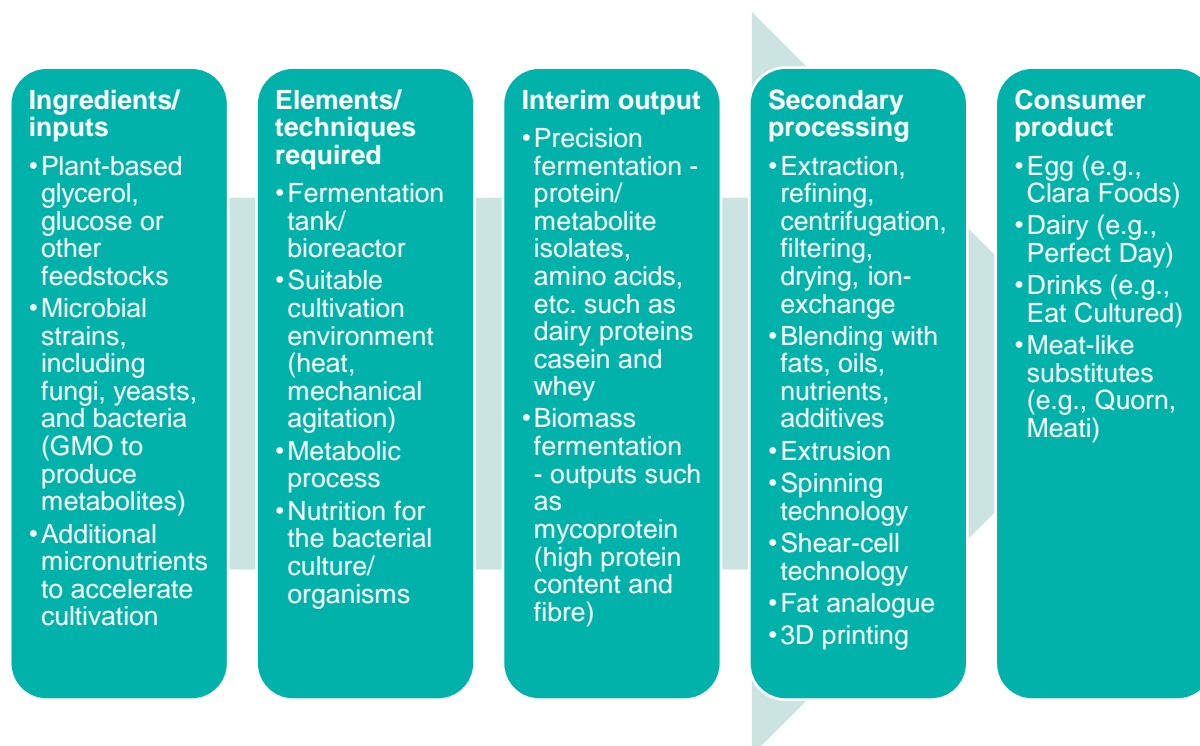 Ingredients/
inputs
•Plant-based
glycerol,
glucose or
other
feedstocks
•Microbial
strains,
including
fungi, yeasts,
and bacteria
(GMO to
produce
metabolites)
•Additional
micronutrients
to accelerate
cultivation
Elements/
techniques
required
•Fermentation
tank/
bioreactor
•Suitable
cultivation
environment
(heat,
mechanical
agitation)
•Metabolic
process
•Nutrition for
the bacterial
culture/
organisms
Interim output
•Precision
fermentation -
protein/
metabolite
isolates,
amino acids,
etc. such as
dairy proteins
casein and
whey
•Biomass
fermentation
- outputs such
as
mycoprotein
(high protein
content and
fibre)
Secondary
processing
•Extraction,
refining,
centrifugation,
filtering,
drying, ion-
exchange
•Blending with
fats, oils,
nutrients,
additives
•Extrusion
•Spinning
technology
•Shear-cell
technology
•Fat analogue
•3D printing
Consumer
product
•Egg (e.g.,
Clara Foods)
•Dairy (e.g.,
Perfect Day)
•Drinks (e.g.,
Eat Cultured)
•Meat-like
substitutes
(e.g., Quorn,
Meati)